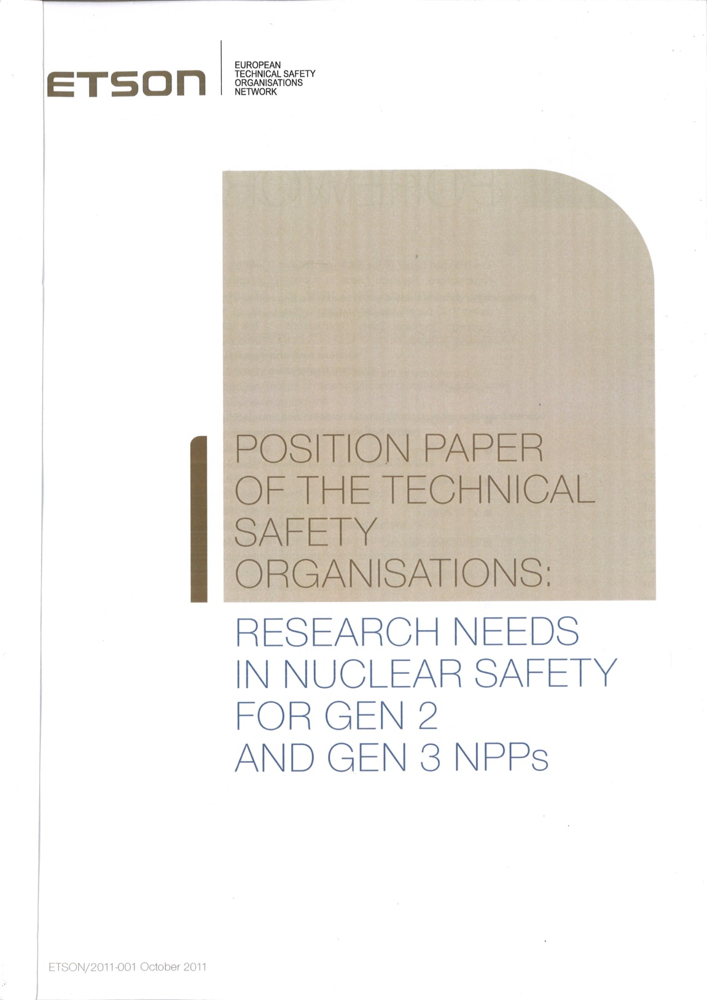 ETSON
EUROPEAN
TECHNICAL SAFETY
ORGANISATIONS
NETWORK
POSITION PAPER
OF THE TECHNICAL
SAFETY
ORGANISATIONS:
RESEARCH NEEDS
IN NUCLEAR SAFETY
FOR GEN 2
AND GEN 3 NPPs
ETSON/2011-001 October 2011